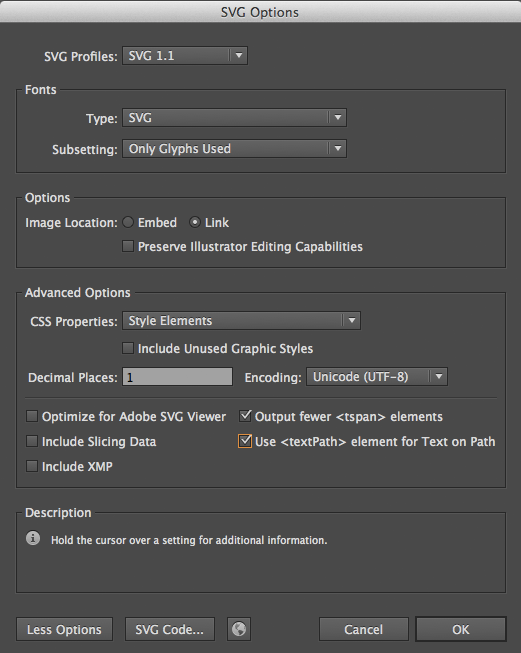 SVG Options
SVG Profiles: SVG 1.1
Fonts
Type: SVG
Subsetting: Only Glyphs Used
Options
Image Location: Embed Link
Preserve Illustrator Editing Capabilities
Advanced Options
CSS Properties: Style Elements
Include Unused Graphic Styles
Decimal Places: 1 Encoding: Unicode (UTF-8)
Optimize for Adobe SVG Viewer Output fewer <tspan> elements
Include Slicing Data Use <textPath> element for Text on Path
Include XMP
Description
Hold the cursor over a setting for additional information.
Less Options SVG Code... Cancel OK